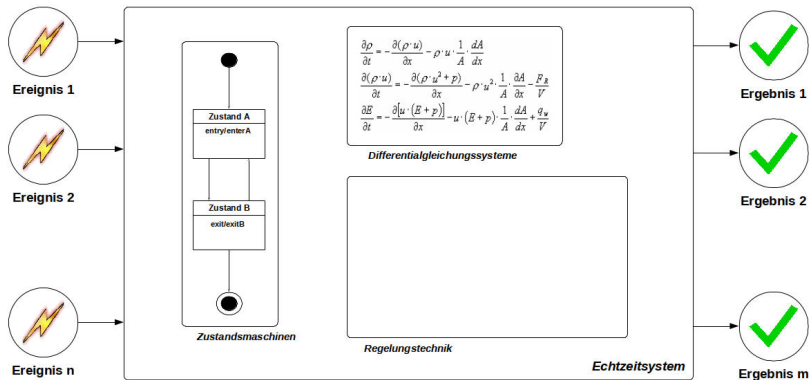 Ereignis 1
Ereignis 2
Ereignis n
Zustand A
entry/enterA
Zustand B
exit/exitB
Zustandsmaschinen
∂ρ/∂t = −∂(ρ·u)/∂x − ρ·u·1/A·dA/dx
∂(ρ·u)/∂t = −∂(ρ·u²+p)/∂x − ρ·u²·1/A·∂A/∂x − F_R/V
∂E/∂t = −∂[u·(E+p)]/∂x − u·(E+p)·1/A·dA/dx + q_w/V
Differentialgleichungssysteme
Regelungstechnik
Echtzeitsystem
Ergebnis 1
Ergebnis 2
Ergebnis m